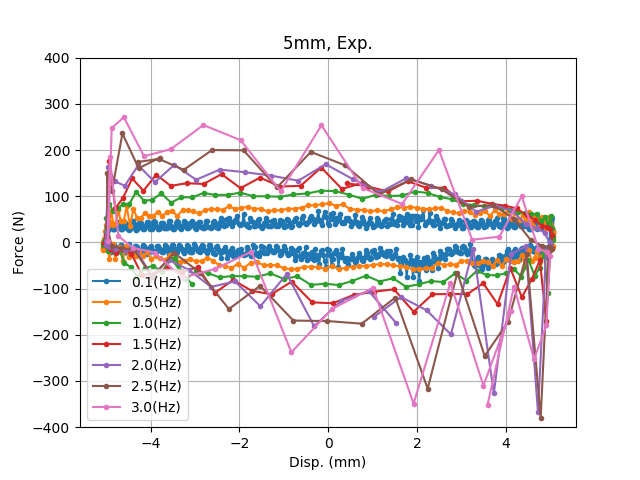 5mm, Exp.
Force (N)
400
300
200
100
0
−100
−200
−300
−400
0.1(Hz)
0.5(Hz)
1.0(Hz)
1.5(Hz)
2.0(Hz)
2.5(Hz)
3.0(Hz)
−4 −2 0 2 4
Disp. (mm)